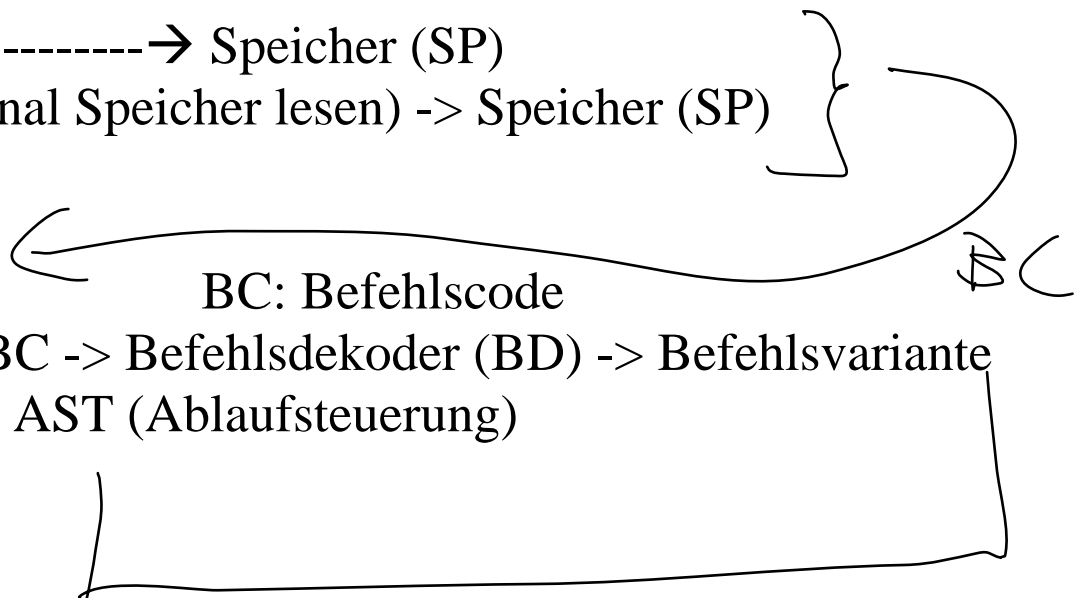 --------→ Speicher (SP)
nal Speicher lesen) -> Speicher (SP)
BC
BC: Befehlscode
BC -> Befehlsdekoder (BD) -> Befehlsvariante
AST (Ablaufsteuerung)